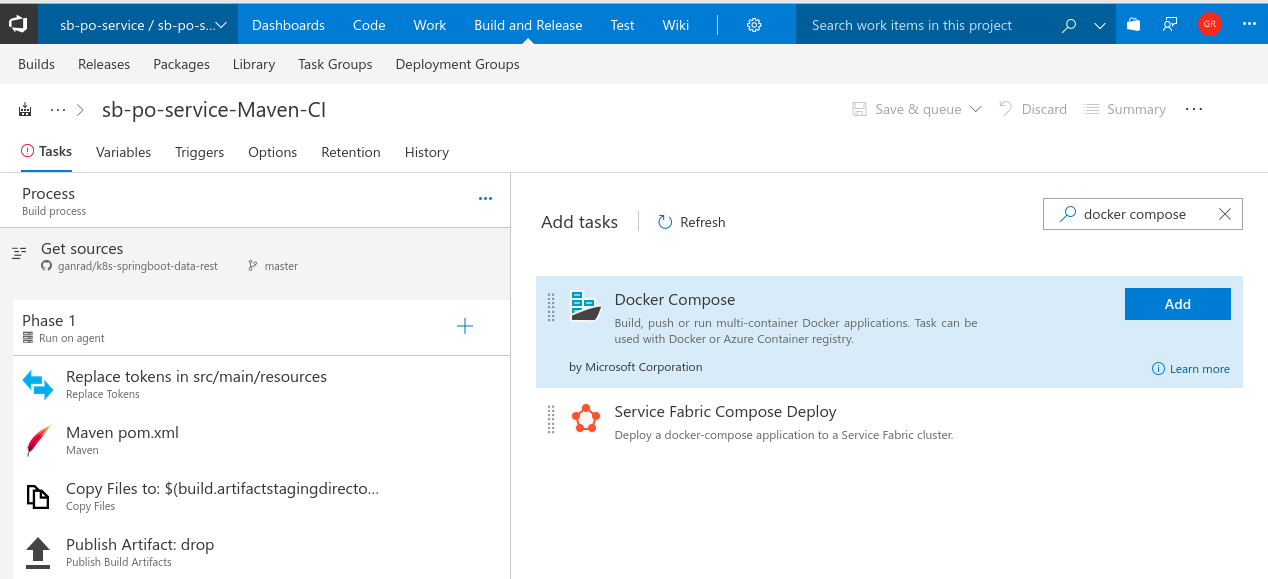 sb-po-service / sb-po-s...
Dashboards
Code
Work
Build and Release
Test
Wiki
Search work items in this project
GR
Builds
Releases
Packages
Library
Task Groups
Deployment Groups
sb-po-service-Maven-CI
Save & queue
Discard
Summary
Tasks
Variables
Triggers
Options
Retention
History
Process
Build process
Get sources
ganrad/k8s-springboot-data-rest
master
Phase 1
Run on agent
Replace tokens in src/main/resources
Replace Tokens
Maven pom.xml
Maven
Copy Files to: $(build.artifactstagingdirecto...
Copy Files
Publish Artifact: drop
Publish Build Artifacts
Add tasks
Refresh
docker compose
Docker Compose
Add
Build, push or run multi-container Docker applications. Task can be
used with Docker or Azure Container registry.
by Microsoft Corporation
Learn more
Service Fabric Compose Deploy
Deploy a docker-compose application to a Service Fabric cluster.